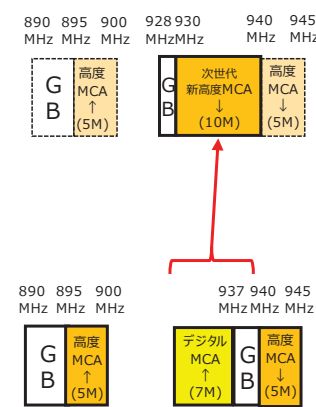 890 895 900
MHz MHz MHz
928 930
MHz MHz
940 945
MHz MHz
G
B
高度
MCA
↑
(5M)
G
B
次世代
新高度MCA
↓
(10M)
高度
MCA
↓
(5M)
890 895 900
MHz MHz MHz
937 940 945
MHz MHz MHz
G
B
高度
MCA
↑
(5M)
デジタル
MCA
↑
(7M)
G
B
高度
MCA
↓
(5M)